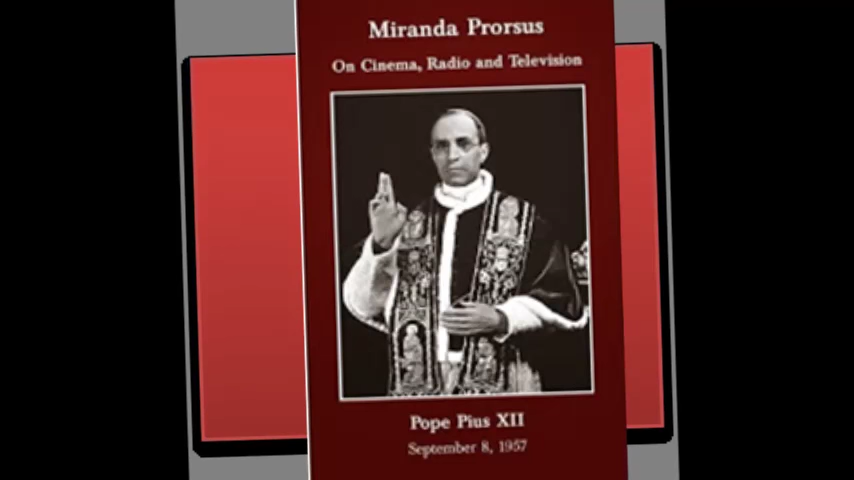 Miranda Prorsus
On Cinema, Radio and Television
Pope Pius XII
September 8, 1957